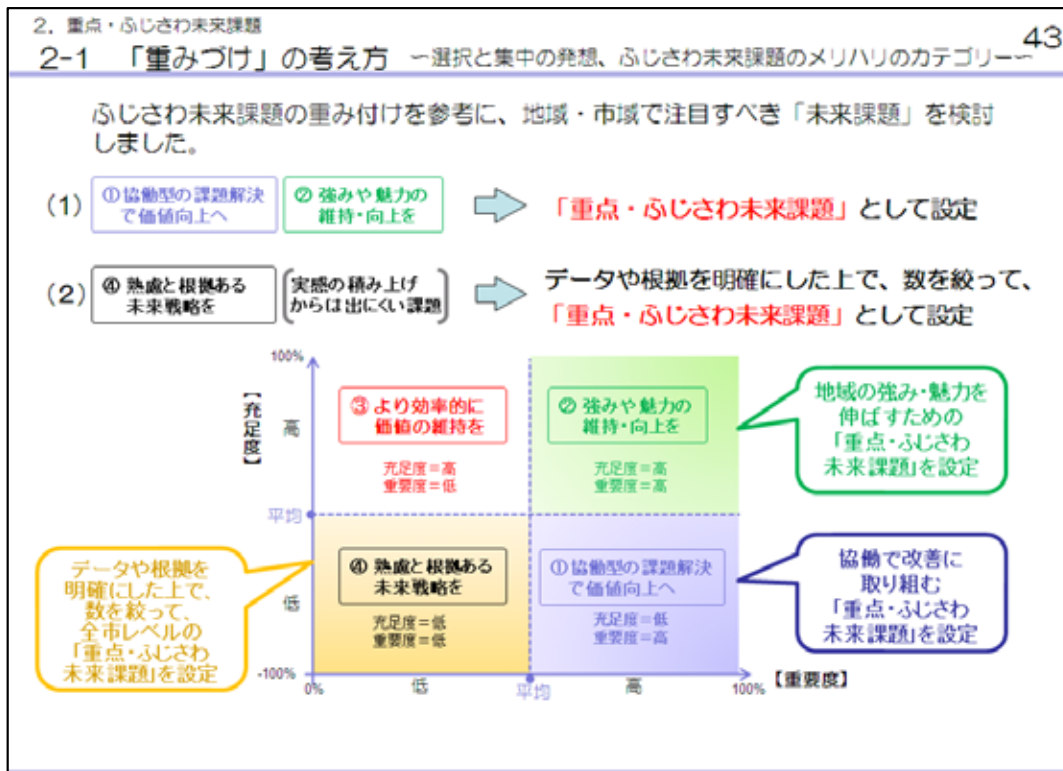 2. 重点・ふじさわ未来課題
43
2-1 「重みづけ」の考え方 〜選択と集中の発想、ふじさわ未来課題のメリハリのカテゴリー〜
ふじさわ未来課題の重み付けを参考に、地域・市域で注目すべき「未来課題」を検討
しました。
(1)
①協働型の課題解決
で価値向上へ
② 強みや魅力の
維持・向上を
「重点・ふじさわ未来課題」として設定
(2)
④ 熟慮と根拠ある
未来戦略を
実感の積み上げ
からは出にくい課題
データや根拠を明確にした上で、数を絞って、
「重点・ふじさわ未来課題」として設定
100%
【充足度】
高
③ より効率的に
価値の維持を
充足度=高
重要度=低
② 強みや魅力の
維持・向上を
充足度=高
重要度=高
地域の強み・魅力を
伸ばすための
「重点・ふじさわ
未来課題」を設定
平均
データや根拠を
明確にした上で、
数を絞って、
全市レベルの
「重点・ふじさわ
未来課題」を設定
低
④ 熟慮と根拠ある
未来戦略を
充足度=低
重要度=低
①協働型の課題解決
で価値向上へ
充足度=低
重要度=高
協働で改善に
取り組む
「重点・ふじさわ
未来課題」を設定
-100%
0%
低
平均
高
100%
【重要度】